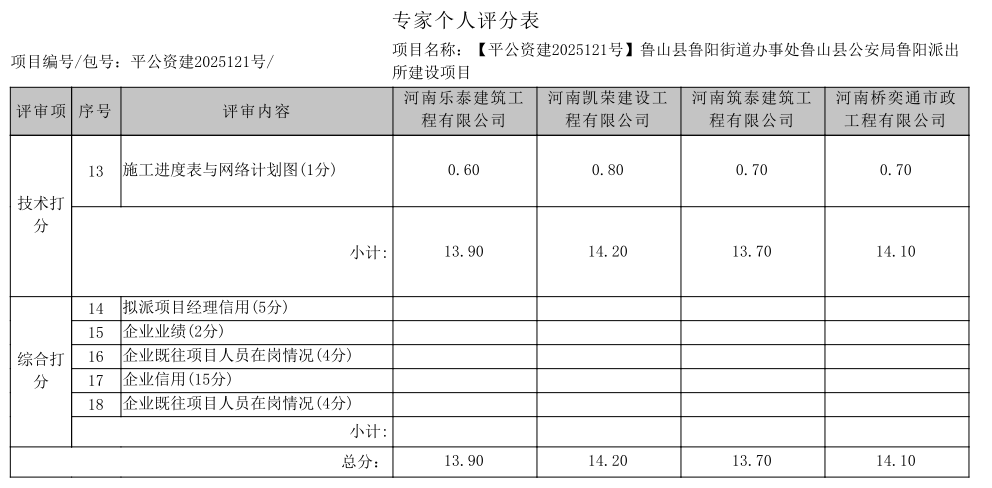 专家个人评分表
项目编号/包号: 平公资建2025121号/
项目名称: 【平公资建2025121号】鲁山县鲁阳街道办事处鲁山县公安局鲁阳派出
所建设项目
评审项 序号 评审内容 河南乐泰建筑工 河南凯荣建设工 河南筑泰建筑工 河南桥奕通市政
程有限公司 程有限公司 程有限公司 工程有限公司
13 施工进度表与网络计划图(1分) 0.60 0.80 0.70 0.70
技术打
分
小计: 13.90 14.20 13.70 14.10
14 拟派项目经理信用(5分)
15 企业业绩(2分)
综合打
分
16 企业既往项目人员在岗情况(4分)
17 企业信用(15分)
18 企业既往项目人员在岗情况(4分)
小计:
总分: 13.90 14.20 13.70 14.10